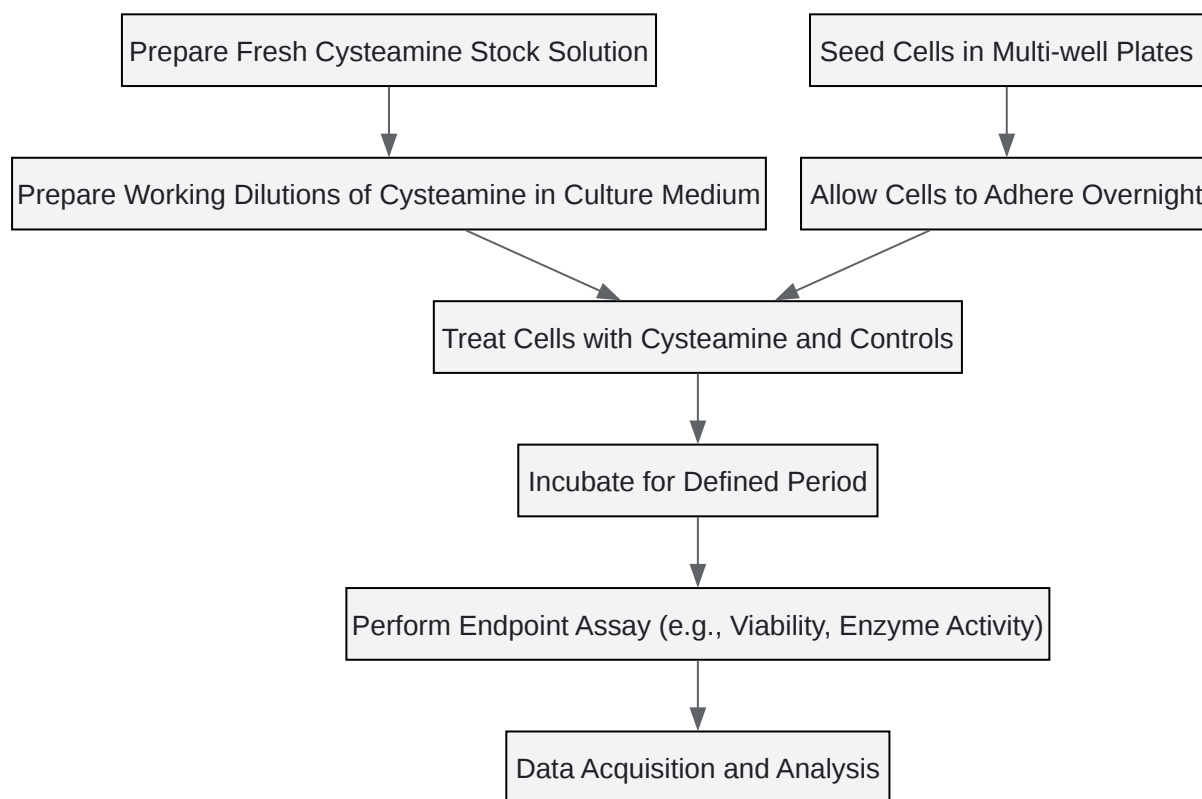 Prepare Fresh Cysteamine Stock Solution
Seed Cells in Multi-well Plates
Prepare Working Dilutions of Cysteamine in Culture Medium
Allow Cells to Adhere Overnight
Treat Cells with Cysteamine and Controls
Incubate for Defined Period
Perform Endpoint Assay (e.g., Viability, Enzyme Activity)
Data Acquisition and Analysis